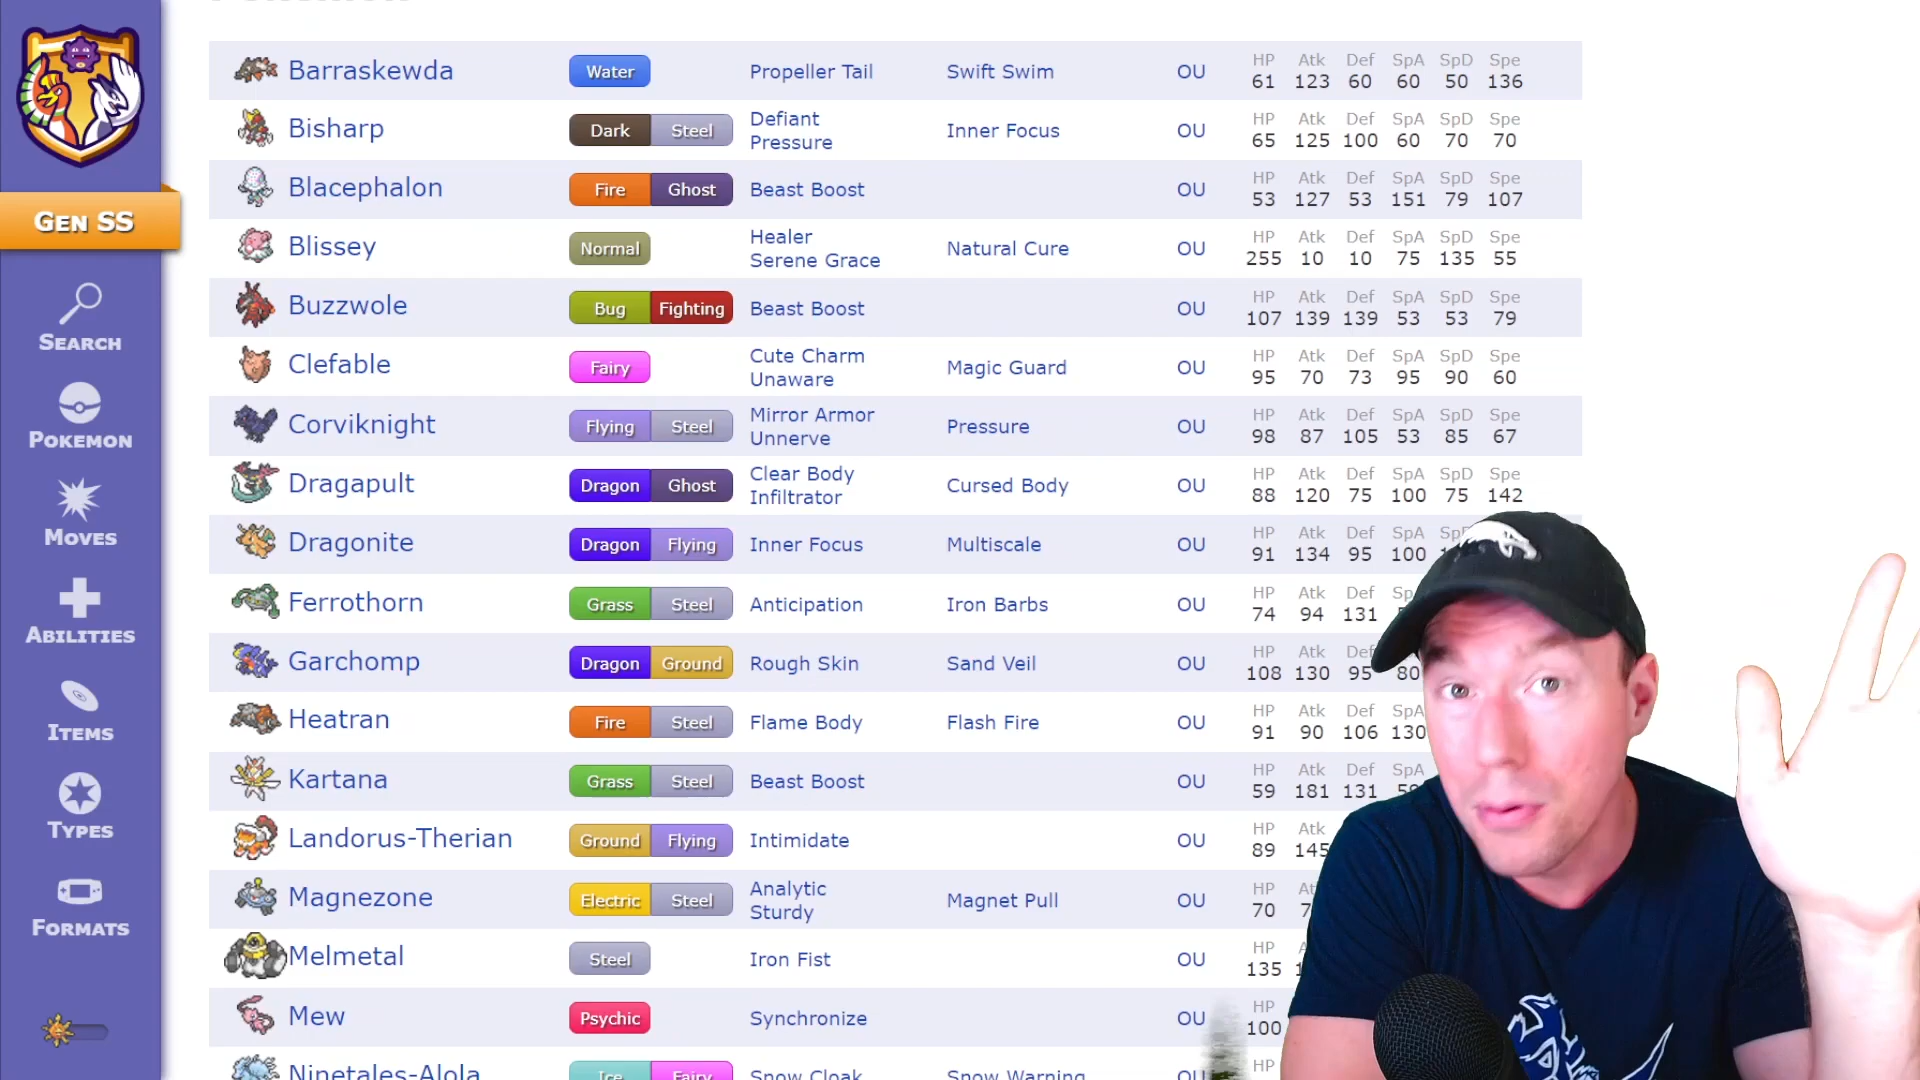 Barraskewda Water Propeller Tail Swift Swim OU HP 61 Atk 123 Def 60 SpA 60 SpD 50 Spe 136
Bisharp Dark Steel Defiant Pressure Inner Focus OU HP 65 Atk 125 Def 100 SpA 60 SpD 70 Spe 70
GEN SS
Blacephalon Fire Ghost Beast Boost OU HP 53 Atk 127 Def 53 SpA 151 SpD 79 Spe 107
Blissey Normal Healer Serene Grace Natural Cure OU HP 255 Atk 10 Def 10 SpA 75 SpD 135 Spe 55
SEARCH
Buzzwole Bug Fighting Beast Boost OU HP 107 Atk 139 Def 139 SpA 53 SpD 53 Spe 79
Clefable Fairy Cute Charm Unaware Magic Guard OU HP 95 Atk 70 Def 73 SpA 95 SpD 90 Spe 60
POKEMON
Corviknight Flying Steel Mirror Armor Unnerve Pressure OU HP 98 Atk 87 Def 105 SpA 53 SpD 85 Spe 67
Dragapult Dragon Ghost Clear Body Infiltrator Cursed Body OU HP 88 Atk 120 Def 75 SpA 100 SpD 75 Spe 142
MOVES
Dragonite Dragon Flying Inner Focus Multiscale OU HP 91 Atk 134 Def 95 SpA 100
Ferrothorn Grass Steel Anticipation Iron Barbs OU HP 74 Atk 94 Def 131
ABILITIES
Garchomp Dragon Ground Rough Skin Sand Veil OU HP 108 Atk 130 Def 95 SpA 80
Heatran Fire Steel Flame Body Flash Fire OU HP 91 Atk 90 Def 106 SpA 130
ITEMS
Kartana Grass Steel Beast Boost OU HP 59 Atk 181 Def 131 SpA
Landorus-Therian Ground Flying Intimidate OU HP 89 Atk 145
TYPES
Magnezone Electric Steel Analytic Sturdy Magnet Pull OU HP 70
Melmetal Steel Iron Fist OU HP 135
FORMATS
Mew Psychic Synchronize OU HP 100
Ninetales-Alola Ice Fairy Snow Cloak Snow Warning OU HP